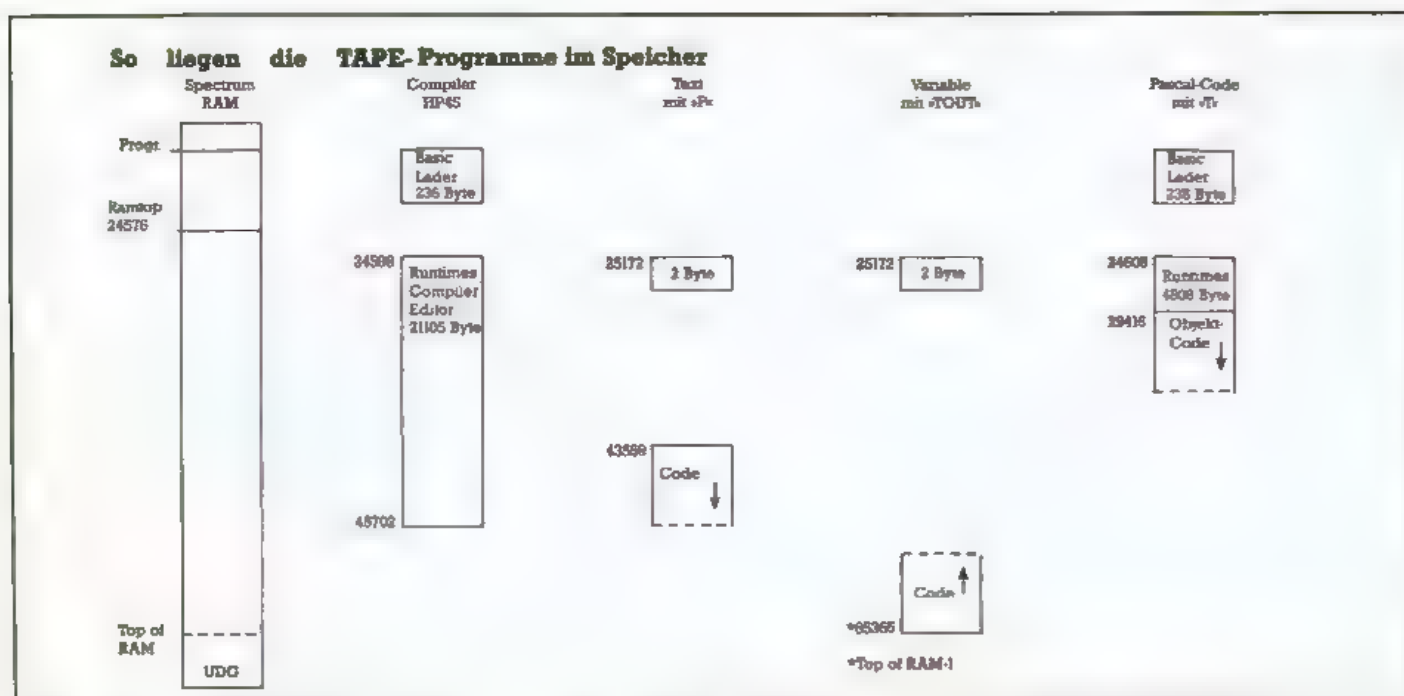 So liegen die TAPE-Programme im Speicher
Spectrum
RAM
Compiler
HP4S
Text
mit »P«
Variable
mit »TOUT«
Pascal-Code
mit »T«
Progr.
Ramtop
24576
Top of
RAM
UDG
Basic
Lader
236 Byte
24598
Runtimes
Compiler
Editor
21105 Byte
45702
25172
2 Byte
43589
Code
25172
2 Byte
Code
*65365
*Top of RAM-1
Basic
Lader
238 Byte
24608
Runtimes
4808 Byte
29416
Objekt-
Code